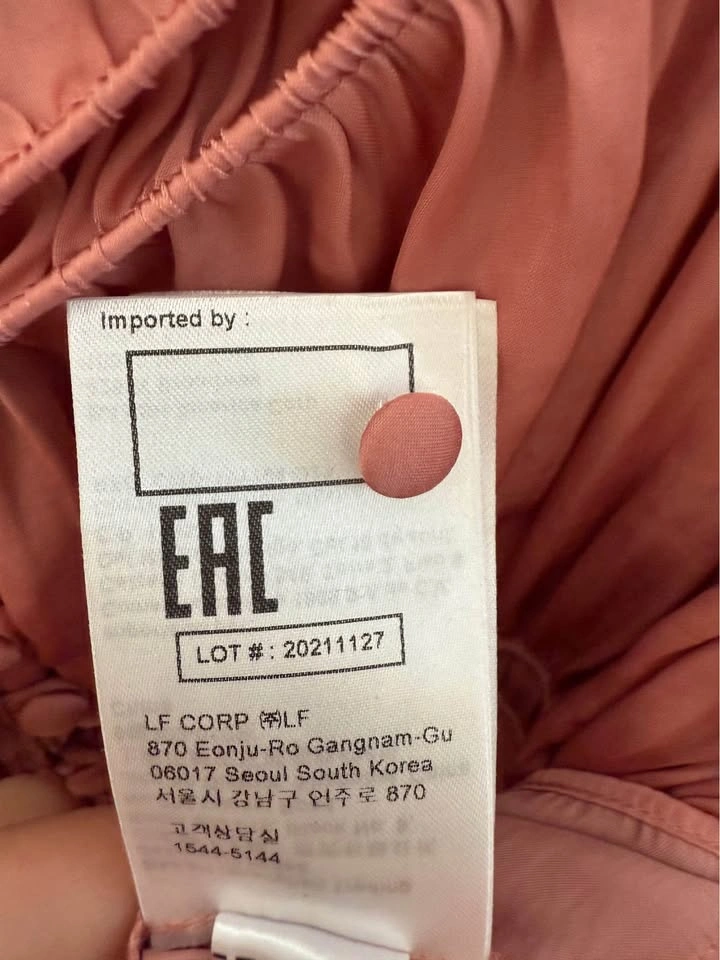 Imported by :
EAC
LOT # : 20211127
LF CORP ㈜LF
870 Eonju-Ro Gangnam-Gu
06017 Seoul South Korea
서울시 강남구 언주로 870
고객상담실
1544-5144